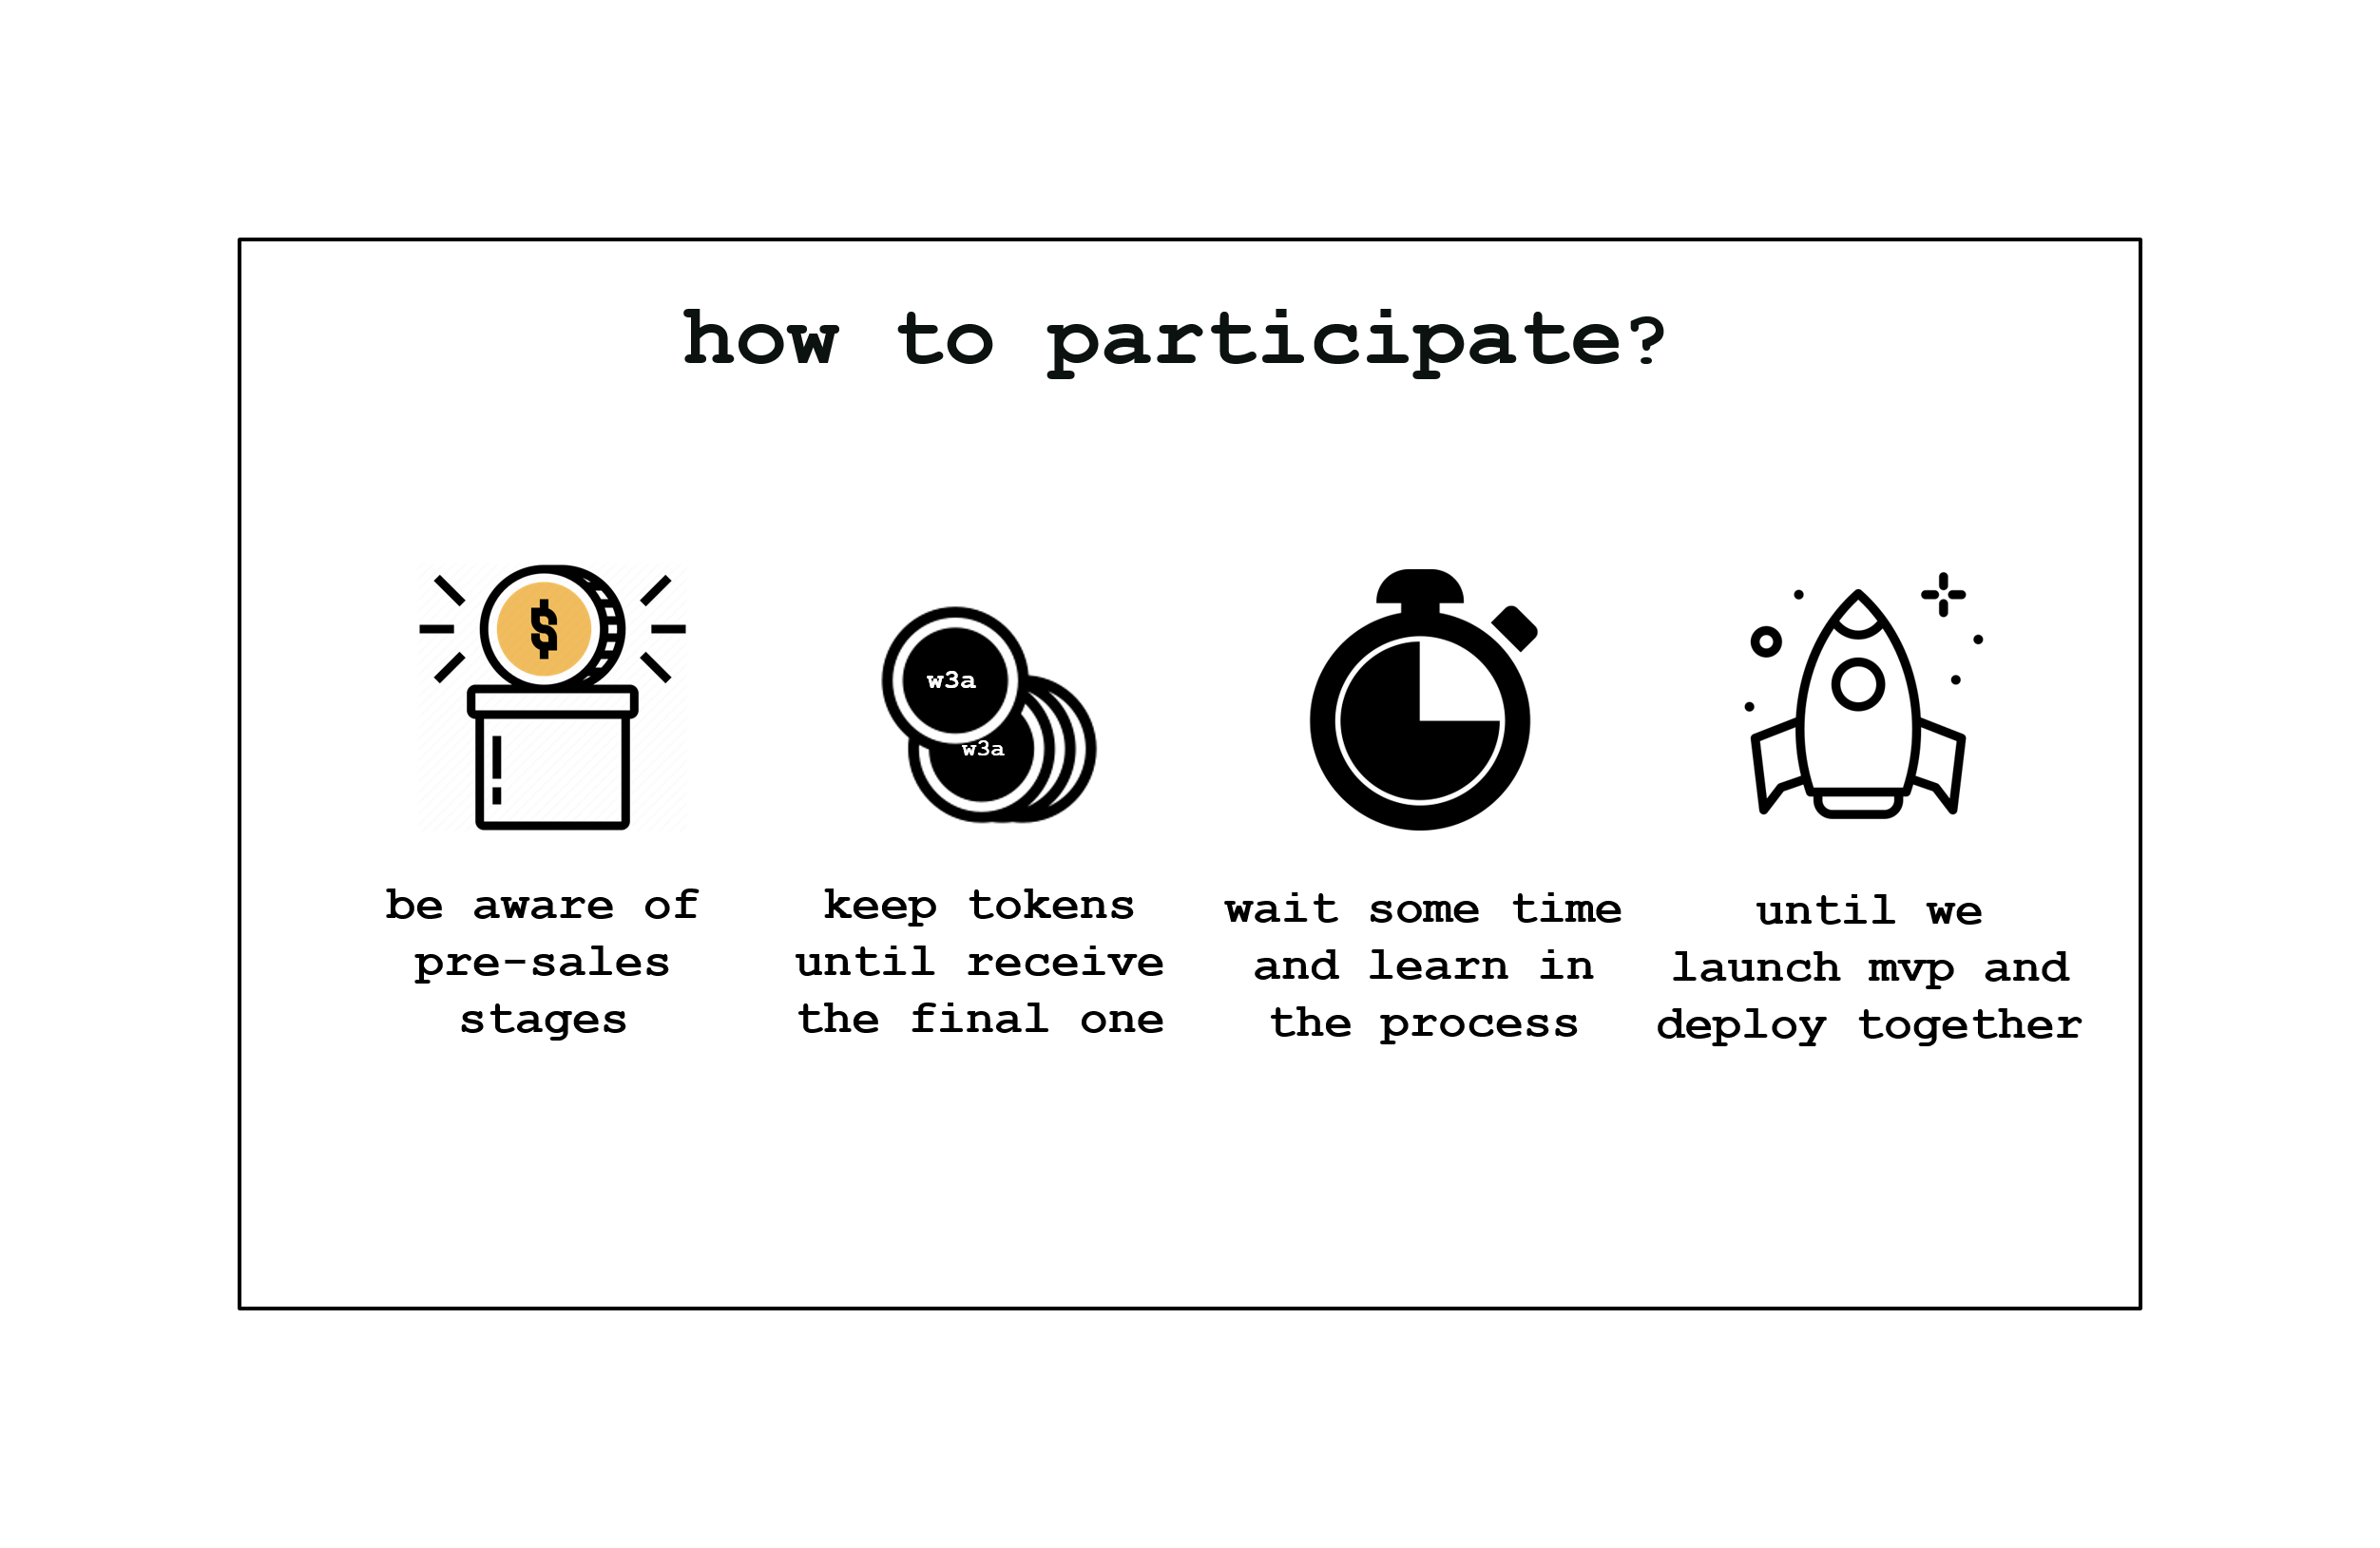 how to participate?
$
w3a
w3a
be aware of
pre-sales
stages
keep tokens
until receive
the final one
wait some time
and learn in
the process
until we
launch mvp and
deploy together